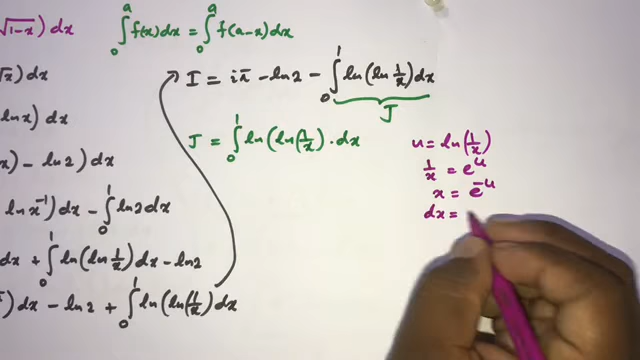 √1-x) dx
∫₀ᵃ f(x)dx = ∫₀ᵃ f(a-x)dx
√x) dx
I = iπ - ln2 - ∫₀¹ ln(ln 1/x)dx
J
ln x) dx
J = ∫₀¹ ln(ln(1/x)) · dx
x) - ln2) dx
ln x⁻¹) dx - ∫₀¹ ln2 dx
dx + ∫₀¹ ln(ln 1/x)dx - ln2
) dx - ln2 + ∫₀¹ ln(ln(1/x) dx
u = ln(1/x)
1/x = eᵘ
x = e⁻ᵘ
dx =